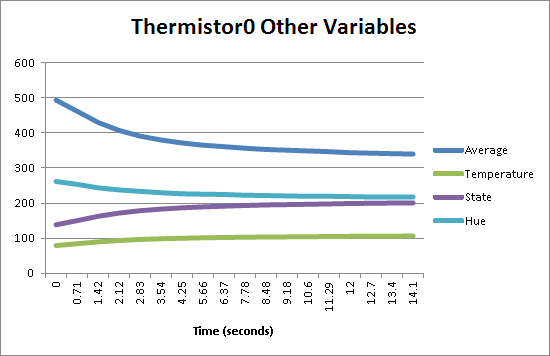 Thermistor0 Other Variables
600
500
400
300
200
100
0
0 0.71 1.42 2.12 2.83 3.54 4.25 5.66 6.37 7.78 8.48 9.18 10.6 11.29 12 12.7 13.4 14.1
Time (seconds)
Average
Temperature
State
Hue